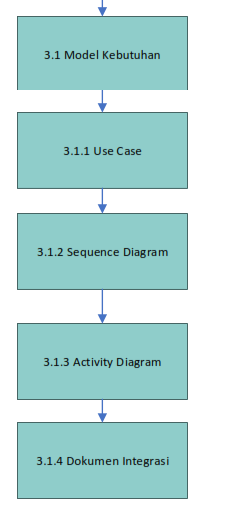 3.1 Model Kebutuhan
3.1.1 Use Case
3.1.2 Sequence Diagram
3.1.3 Activity Diagram
3.1.4 Dokumen Integrasi